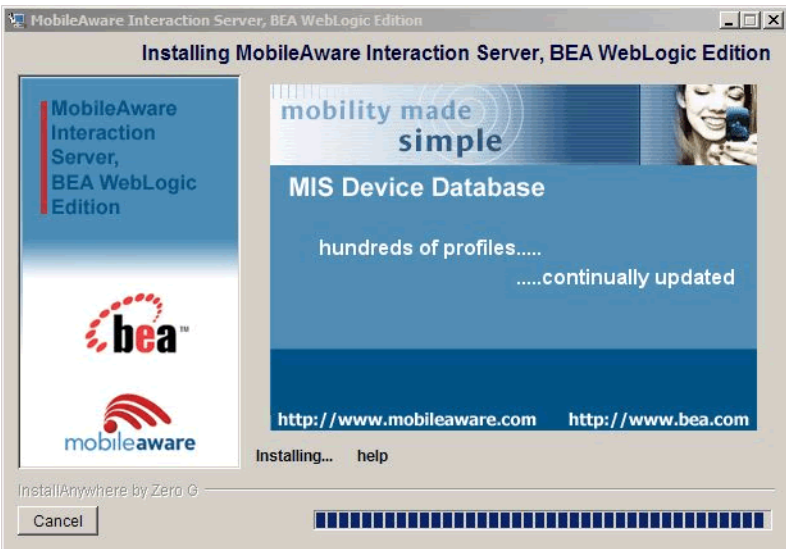 MobileAware Interaction Server, BEA WebLogic Edition
Installing MobileAware Interaction Server, BEA WebLogic Edition
MobileAware
Interaction
Server,
BEA WebLogic
Edition
bea™
mobileaware
mobility made
simple
MIS Device Database
hundreds of profiles.....
.....continually updated
http://www.mobileaware.com http://www.bea.com
Installing... help
InstallAnywhere by Zero G
Cancel